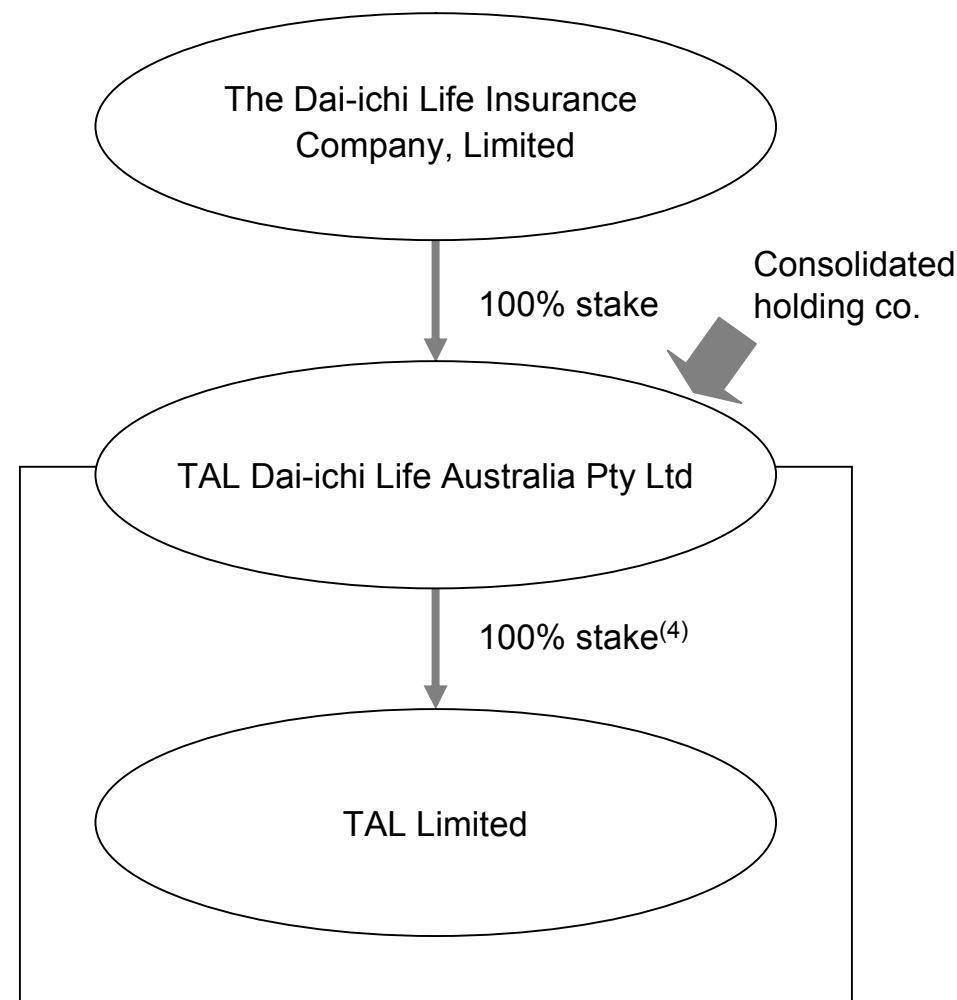 The Dai-ichi Life Insurance
Company, Limited
Consolidated
holding co.
100% stake
TAL Dai-ichi Life Australia Pty Ltd
100% stake(4)
TAL Limited